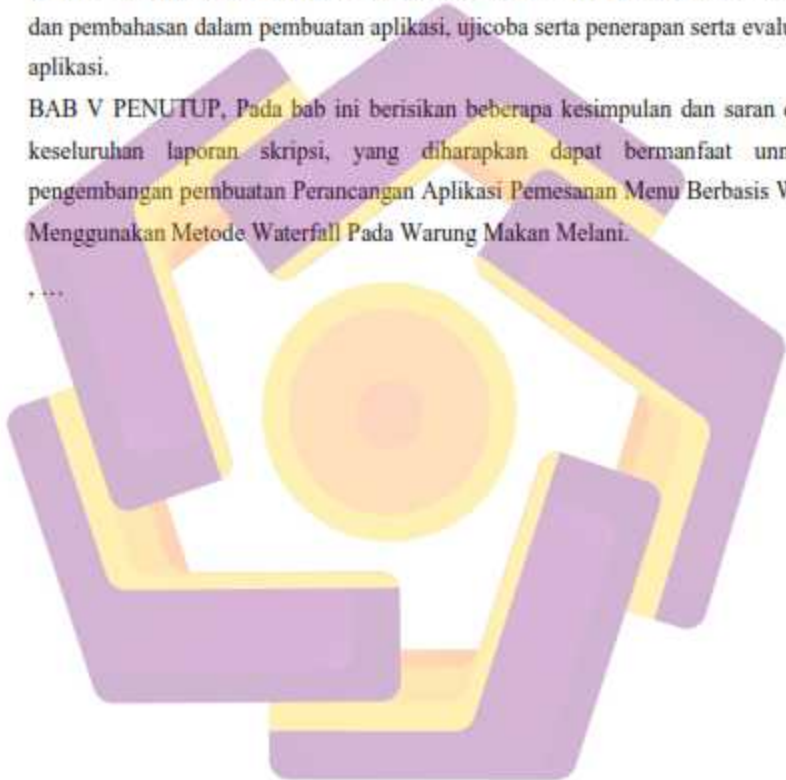 dan pembahasan dalam pembuatan aplikasi, ujicoba serta penerapan serta evalu
aplikasi.
BAB V PENUTUP, Pada bab ini berisikan beberapa kesimpulan dan saran
keseluruhan laporan skripsi, yang diharapkan dapat bermanfaat unn
pengembangan pembuatan Perancangan Aplikasi Pemesanan Menu Berbasis W
Menggunakan Metode Waterfall Pada Warung Makan Melani.
, ...